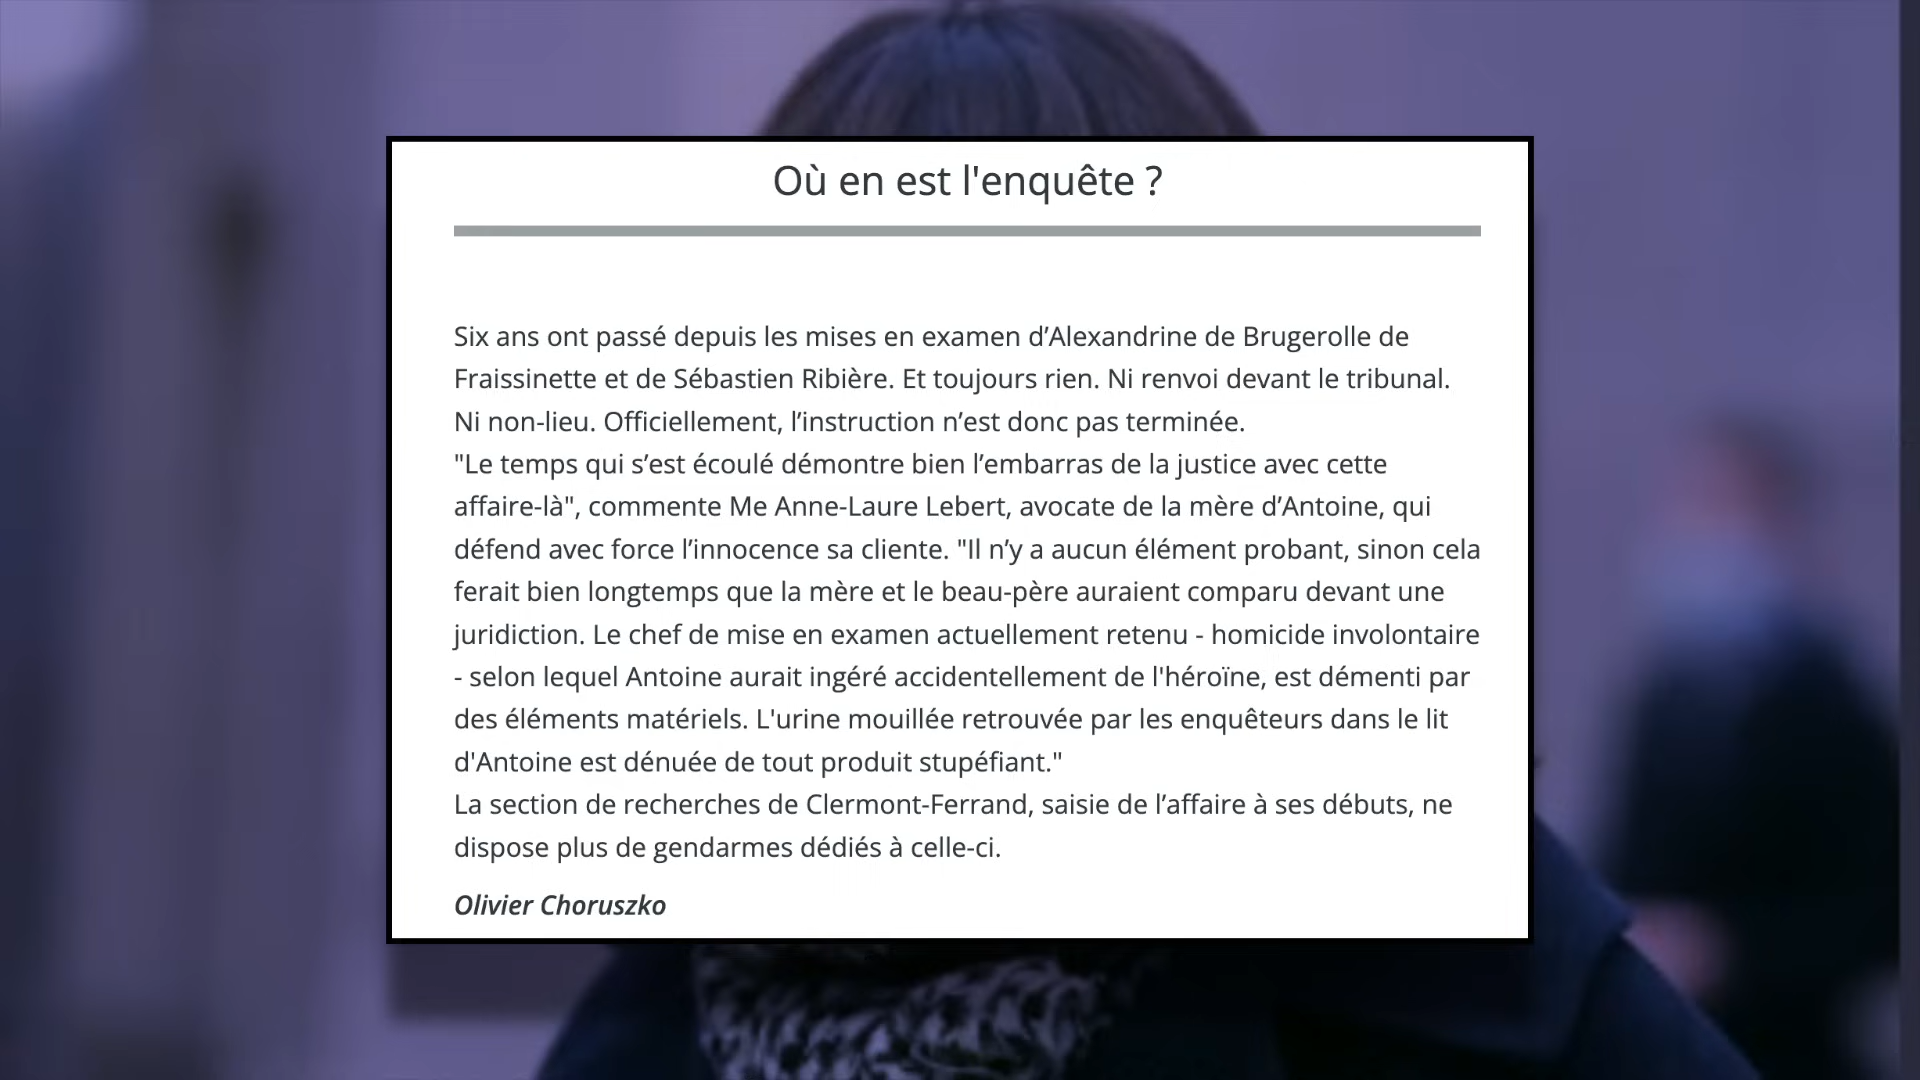 Où en est l'enquête ?
Six ans ont passé depuis les mises en examen d’Alexandrine de Brugerolle de
Fraissinette et de Sébastien Ribière. Et toujours rien. Ni renvoi devant le tribunal.
Ni non-lieu. Officiellement, l’instruction n’est donc pas terminée.
"Le temps qui s’est écoulé démontre bien l’embarras de la justice avec cette
affaire-là", commente Me Anne-Laure Lebert, avocate de la mère d’Antoine, qui
défend avec force l’innocence sa cliente. "Il n’y a aucun élément probant, sinon cela
ferait bien longtemps que la mère et le beau-père auraient comparu devant une
juridiction. Le chef de mise en examen actuellement retenu - homicide involontaire
- selon lequel Antoine aurait ingéré accidentellement de l'héroïne, est démenti par
des éléments matériels. L'urine mouillée retrouvée par les enquêteurs dans le lit
d'Antoine est dénuée de tout produit stupéfiant."
La section de recherches de Clermont-Ferrand, saisie de l’affaire à ses débuts, ne
dispose plus de gendarmes dédiés à celle-ci.
Olivier Choruszko